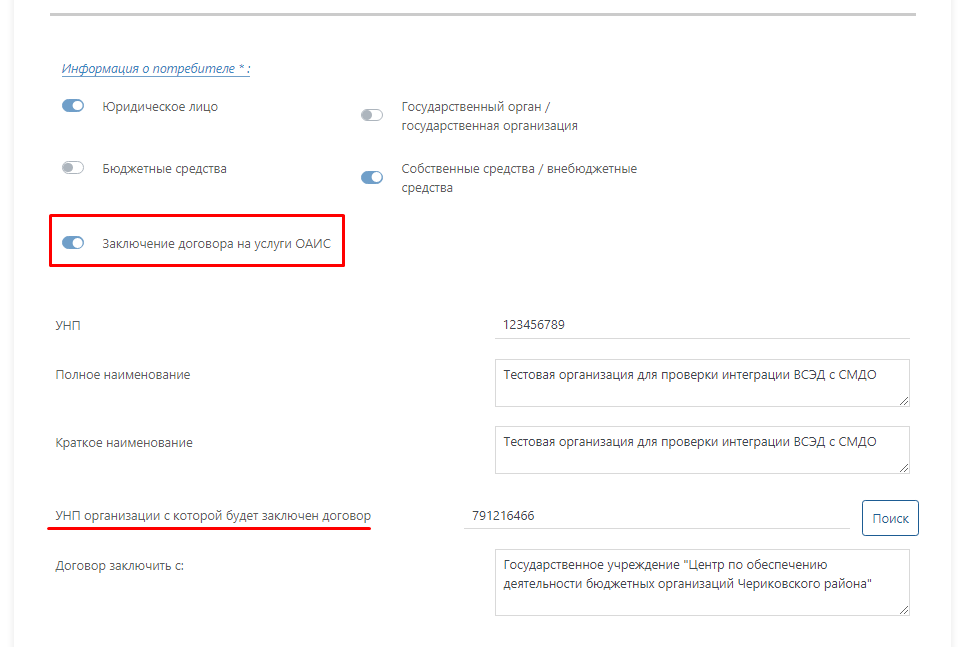 Информация о потребителе * :
Юридическое лицо
Государственный орган /
государственная организация
Бюджетные средства
Собственные средства / внебюджетные
средства
Заключение договора на услуги ОАИС
УНП
123456789
Полное наименование
Тестовая организация для проверки интеграции ВСЭД с СМДО
Краткое наименование
Тестовая организация для проверки интеграции ВСЭД с СМДО
УНП организации с которой будет заключен договор
791216466
Поиск
Договор заключить с:
Государственное учреждение "Центр по обеспечению
деятельности бюджетных организаций Чериковского района"